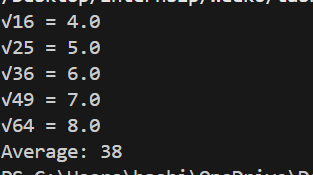 √16 = 4.0
√25 = 5.0
√36 = 6.0
√49 = 7.0
√64 = 8.0
Average: 38